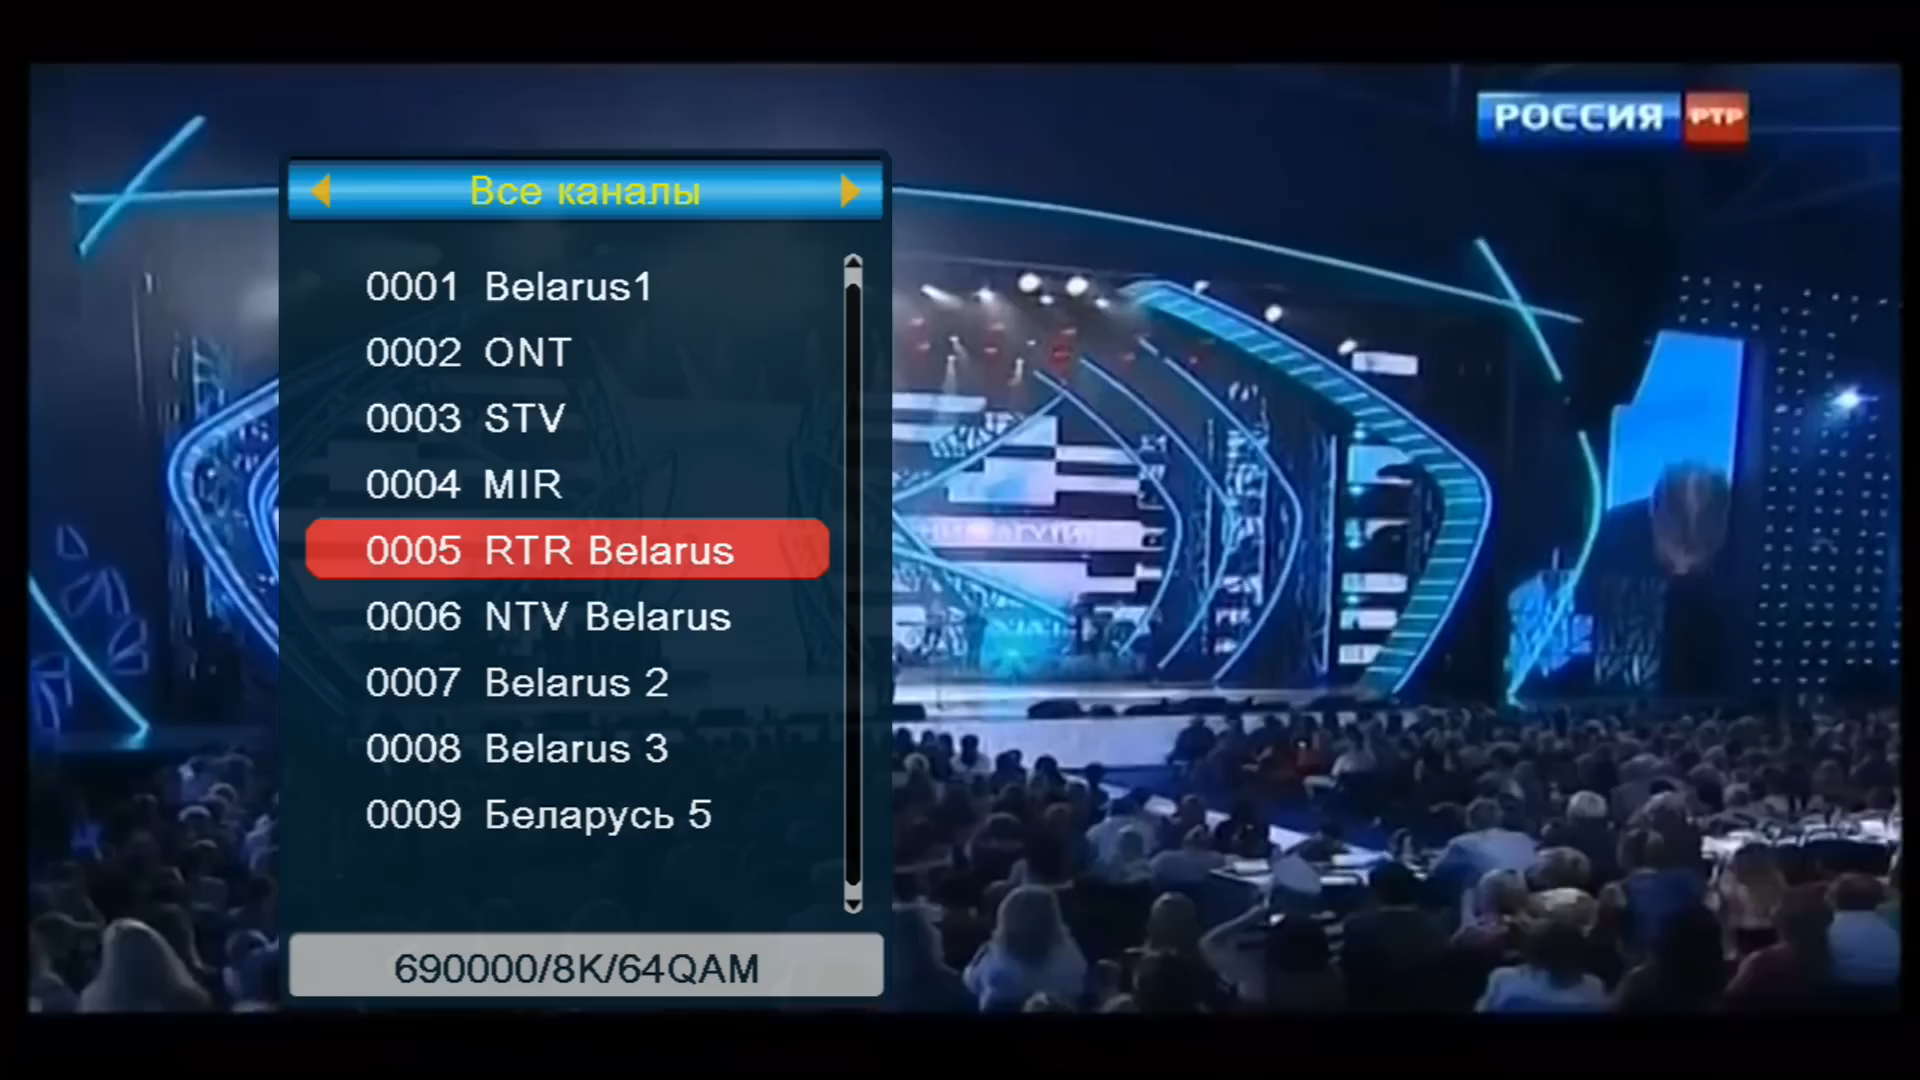 РОССИЯ РТР
Все каналы
0001 Belarus1
0002 ONT
0003 STV
0004 MIR
0005 RTR Belarus
0006 NTV Belarus
0007 Belarus 2
0008 Belarus 3
0009 Беларусь 5
690000/8K/64QAM